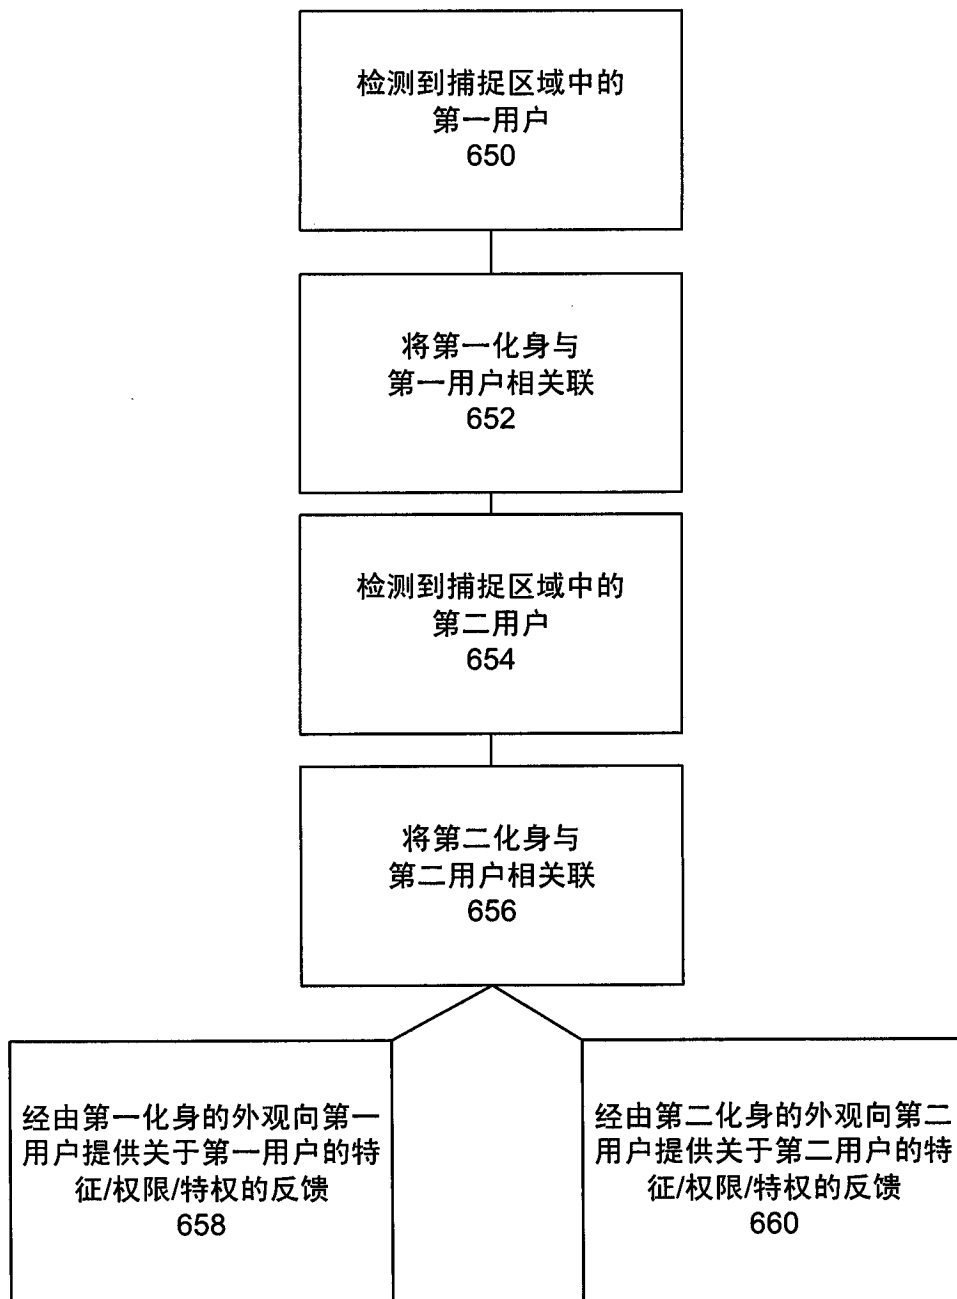 检测到捕捉区域中的
第一用户
650
将第一化身与
第一用户相关联
652
检测到捕捉区域中的
第二用户
654
将第二化身与
第二用户相关联
656
经由第一化身的外观向第一
用户提供关于第一用户的特
征/权限/特权的反馈
658
经由第二化身的外观向第二
用户提供关于第二用户的特
征/权限/特权的反馈
660